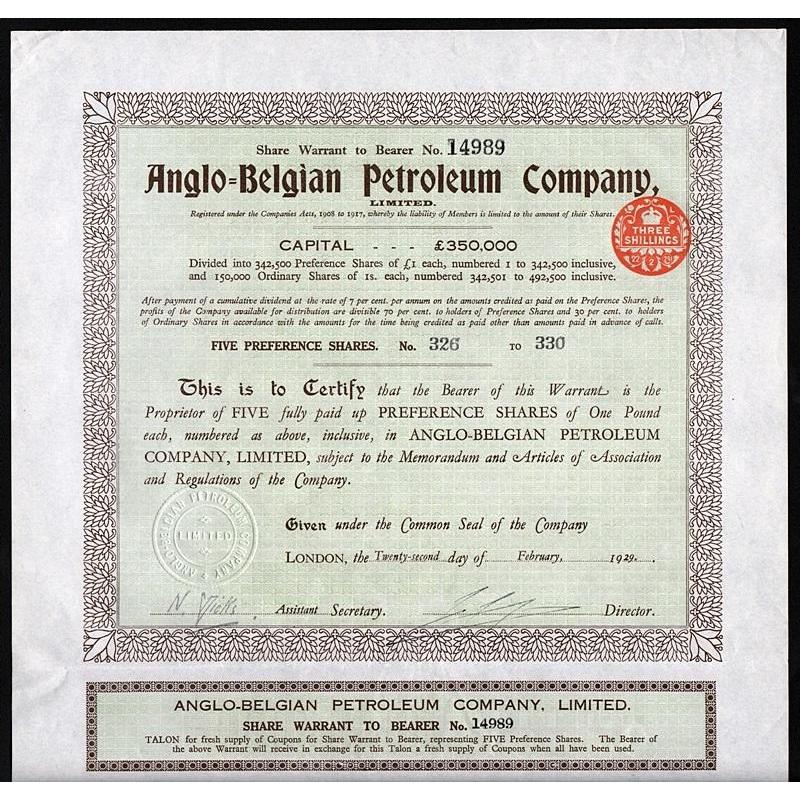 Share Warrant to Bearer No. 14989
Anglo-Belgian Petroleum Company,
LIMITED.
Registered under the Companies Acts, 1908 to 1917, whereby the liability of Members is limited to the amount of their Shares.
THREE
SHILLINGS
22 2 29
CAPITAL - - - £350,000
Divided into 342,500 Preference Shares of £1 each, numbered 1 to 342,500 inclusive,
and 150,000 Ordinary Shares of 1s. each, numbered 342,501 to 492,500 inclusive.
After payment of a cumulative dividend at the rate of 7 per cent. per annum on the amounts credited as paid on the Preference Shares, the
profits of the Company available for distribution are divisible 70 per cent. to holders of Preference Shares and 30 per cent. to holders
of Ordinary Shares in accordance with the amounts for the time being credited as paid other than amounts paid in advance of calls.
FIVE PREFERENCE SHARES. No. 326 TO 330
This is to Certify that the Bearer of this Warrant is the
Proprietor of FIVE fully paid up PREFERENCE SHARES of One Pound
each, numbered as above, inclusive, in ANGLO-BELGIAN PETROLEUM
COMPANY, LIMITED, subject to the Memorandum and Articles of Association
and Regulations of the Company.
ANGLO-BELGIAN PETROLEUM COMPANY
LIMITED
Given under the Common Seal of the Company
LONDON, the Twenty-second day of February, 1929.
Assistant Secretary. Director.
ANGLO-BELGIAN PETROLEUM COMPANY, LIMITED.
SHARE WARRANT TO BEARER No. 14989
TALON for fresh supply of Coupons for Share Warrant to Bearer, representing FIVE Preference Shares. The Bearer of
the above Warrant will receive in exchange for this Talon a fresh supply of Coupons when all have been used.